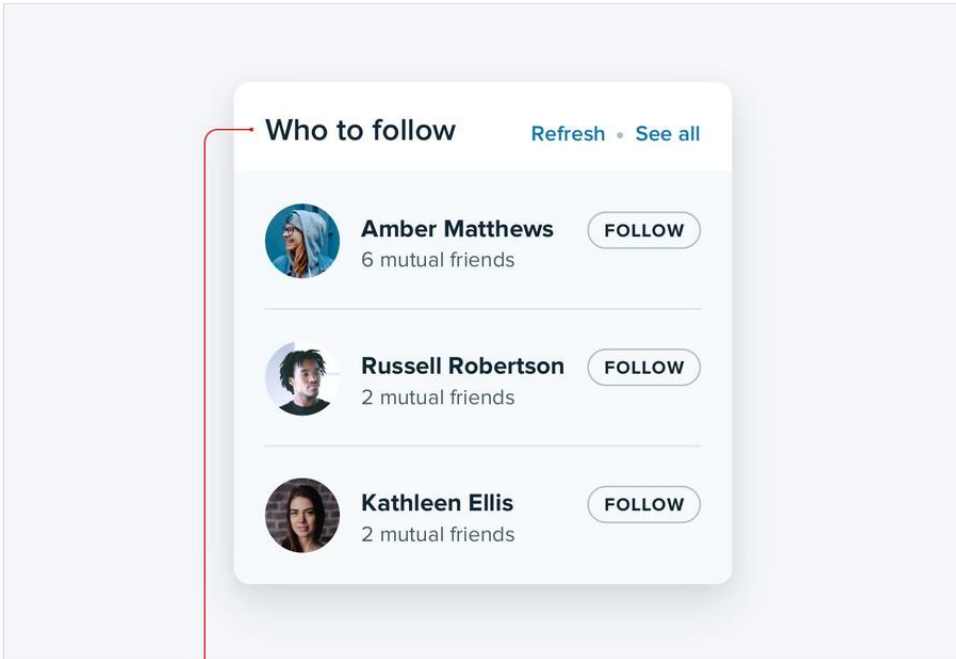 Who to follow
Refresh • See all
Amber Matthews
FOLLOW
6 mutual friends
Russell Robertson
FOLLOW
2 mutual friends
Kathleen Ellis
FOLLOW
2 mutual friends